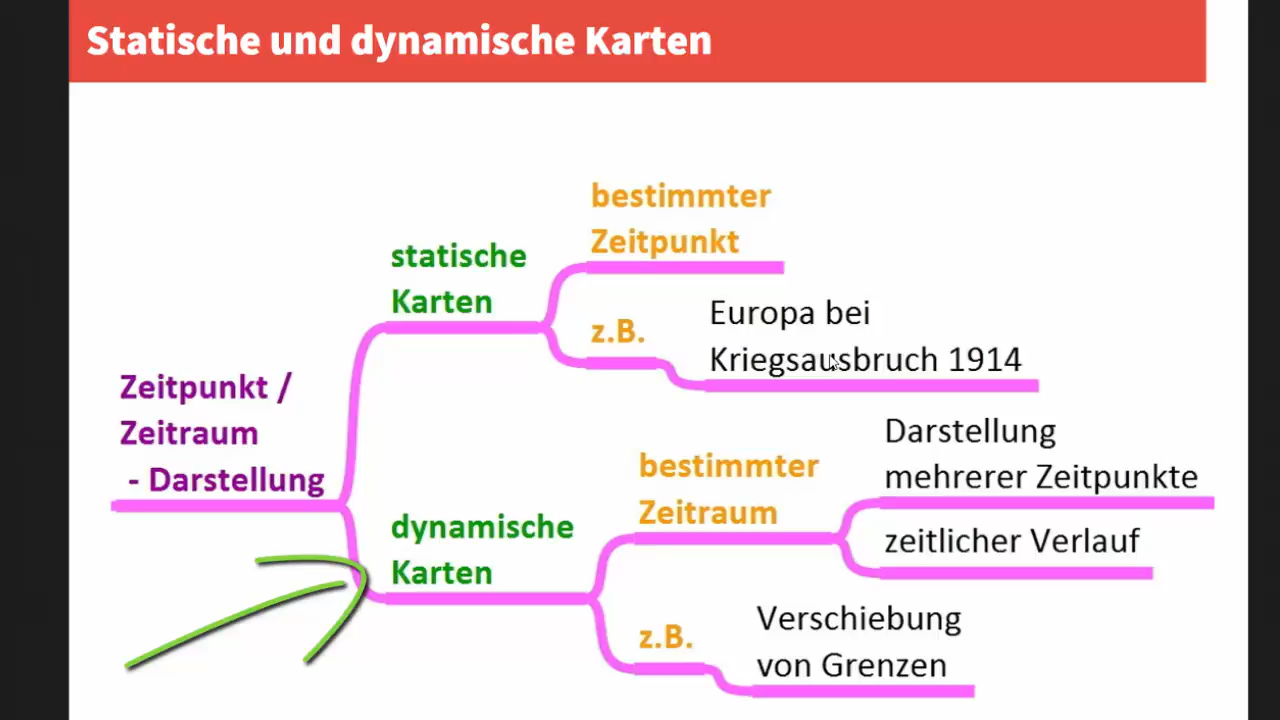 Statische und dynamische Karten
bestimmter
Zeitpunkt
statische
Karten
z.B.
Europa bei
Kriegsausbruch 1914
Zeitpunkt /
Zeitraum
- Darstellung
dynamische
Karten
bestimmter
Zeitraum
Darstellung
mehrerer Zeitpunkte
zeitlicher Verlauf
z.B.
Verschiebung
von Grenzen